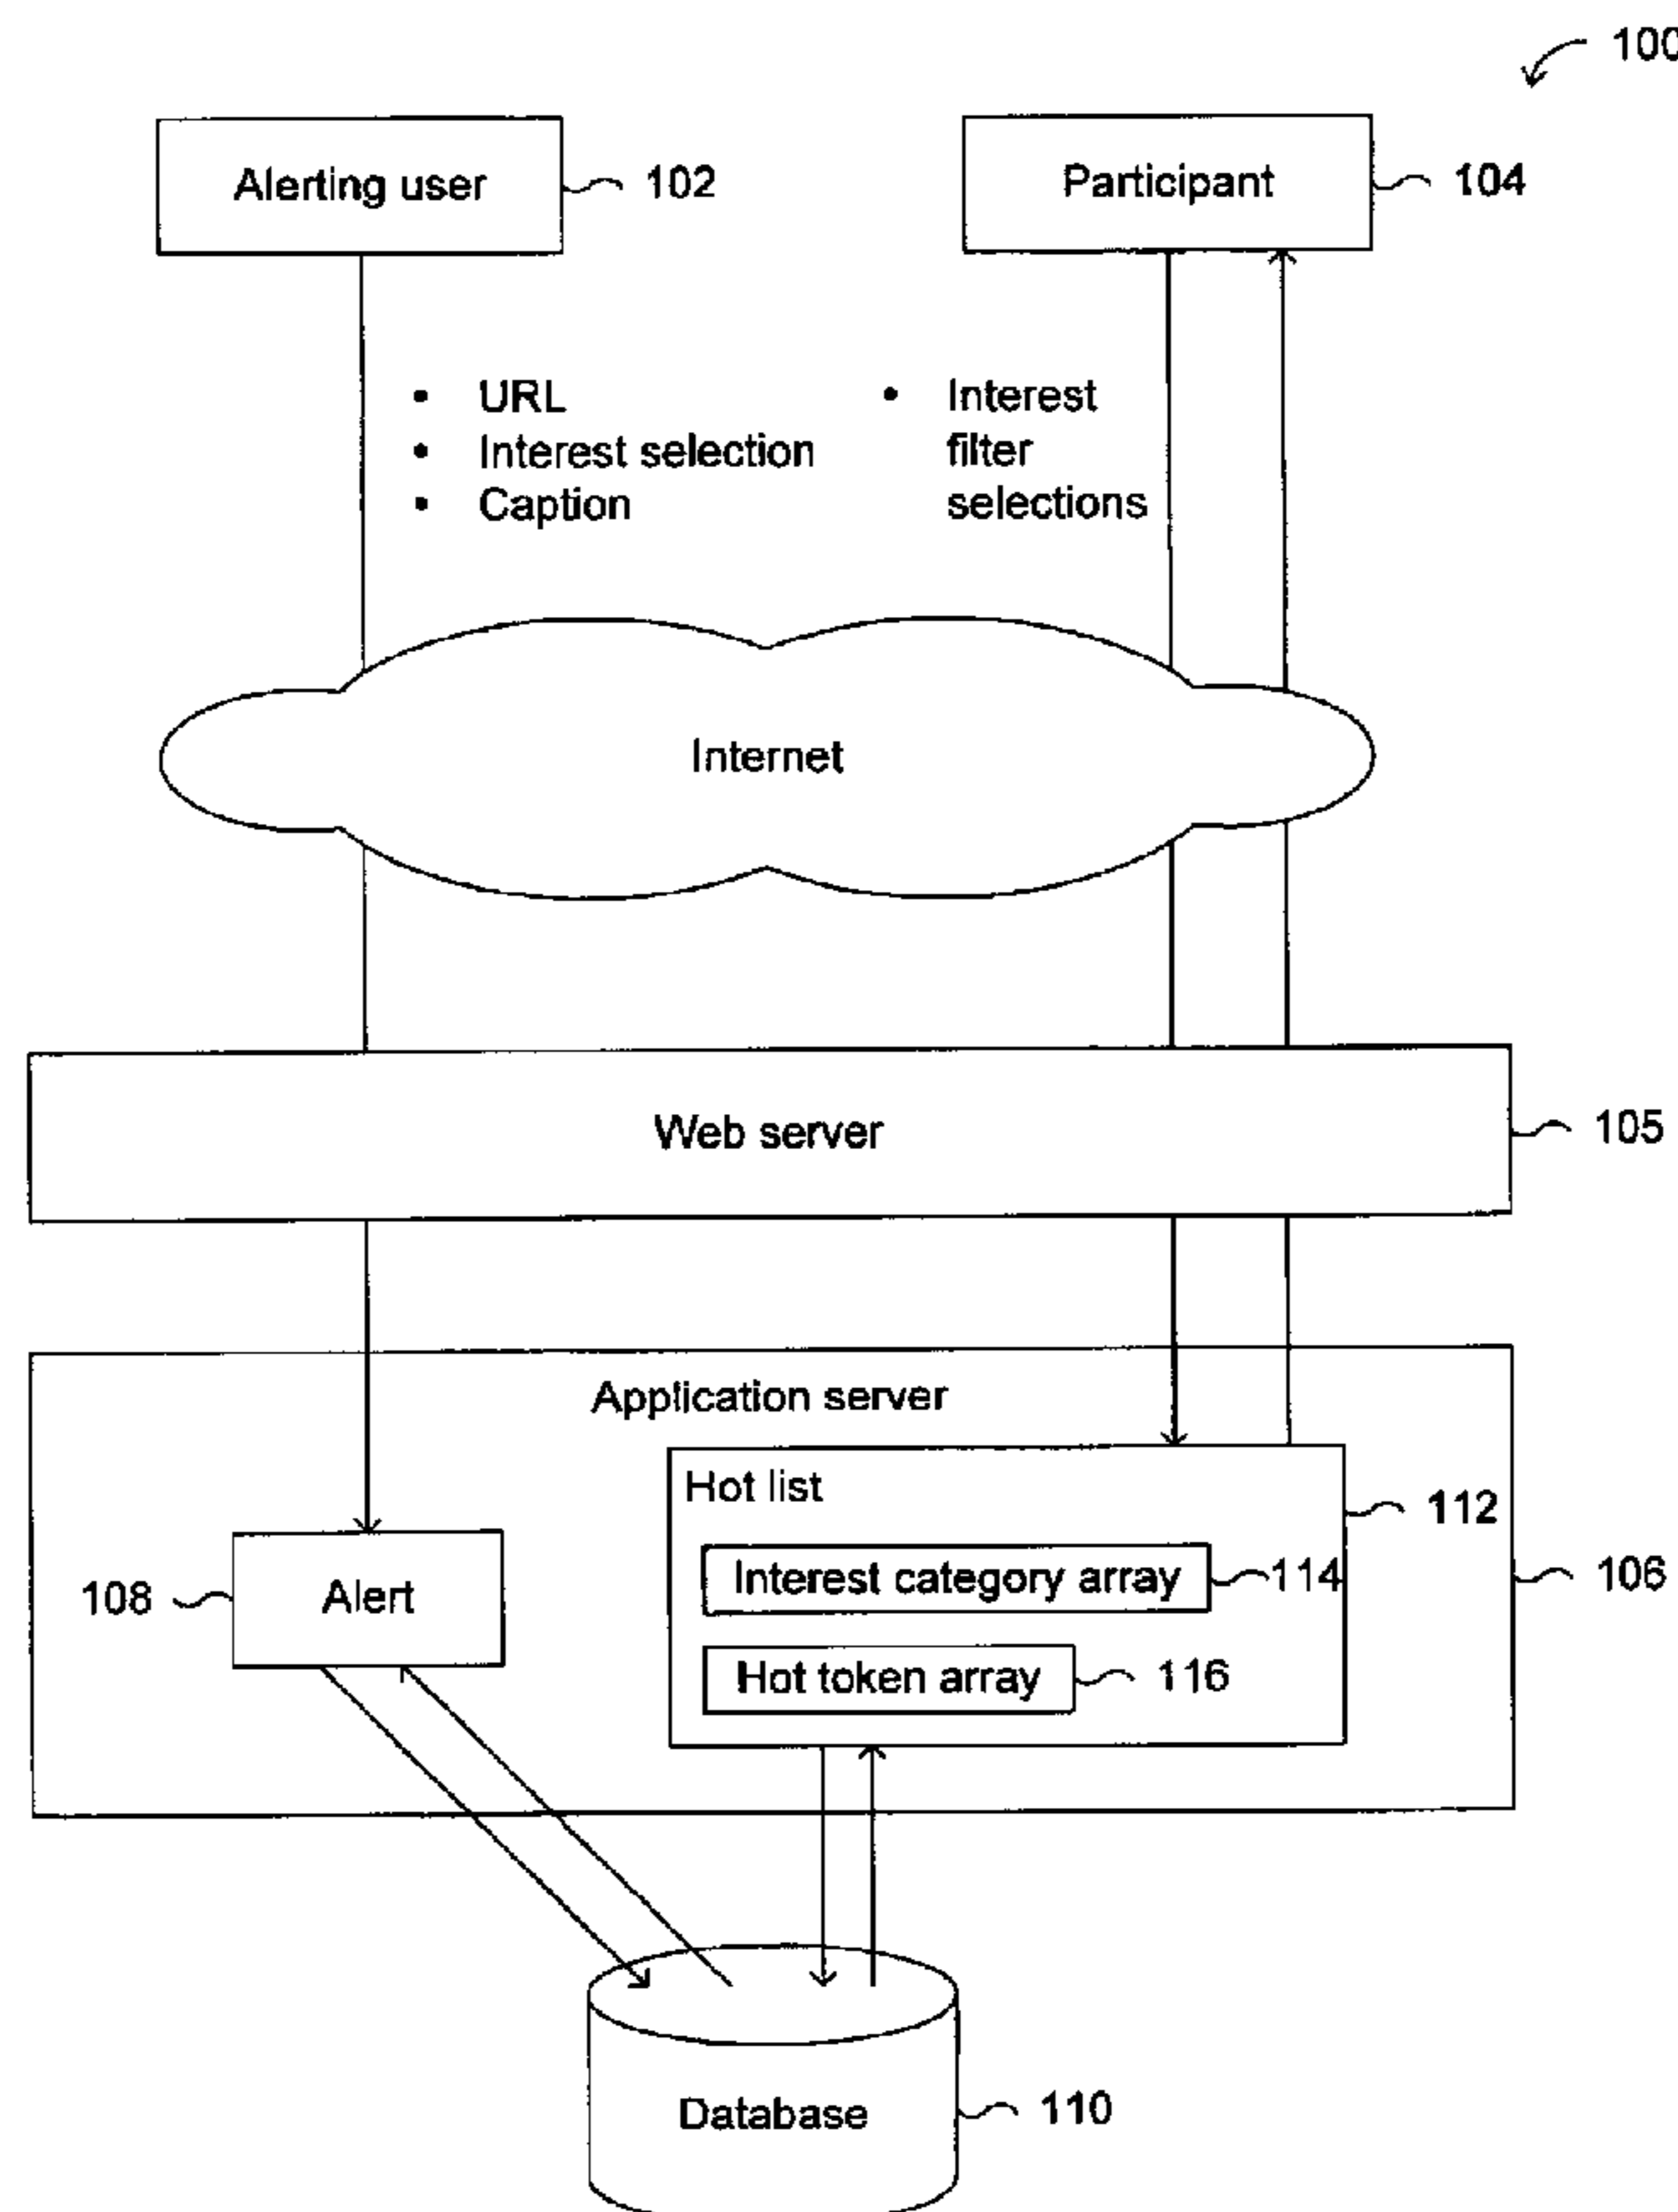 100
Alerting user
102
Participant
104
• URL
• Interest selection
• Caption
• Interest
filter
selections
Internet
Web server
105
Application server
Hot list
112
Interest category array
114
106
108
Alert
Hot token array
116
Database
110